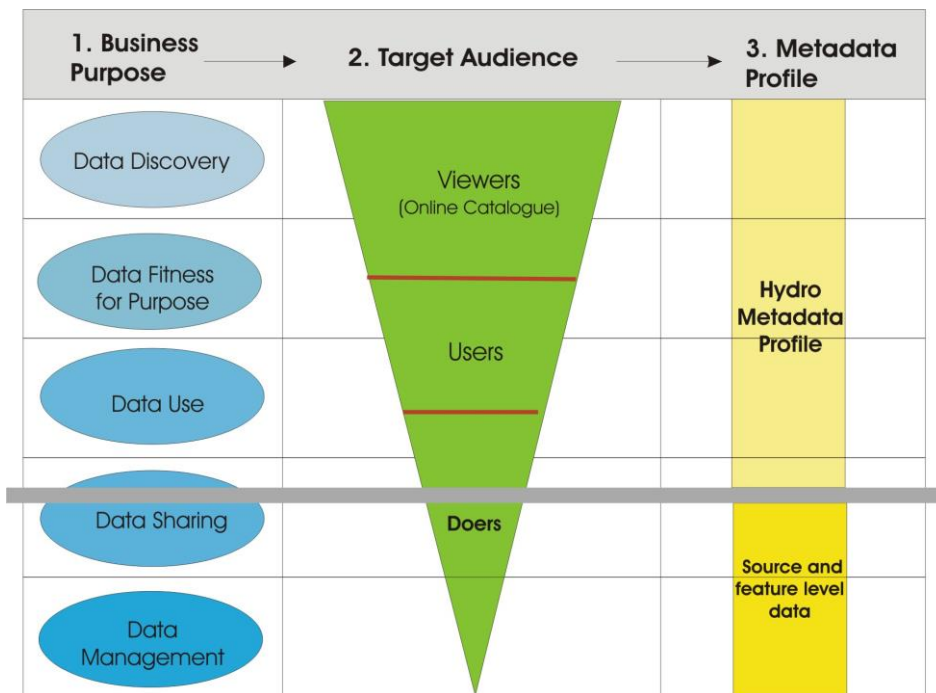 1. Business
Purpose
2. Target Audience
3. Metadata
Profile
Data Discovery
Viewers
(Online Catalogue)
Data Fitness
for Purpose
Hydro
Metadata
Profile
Users
Data Use
Data Sharing
Doers
Source and
feature level
data
Data
Management